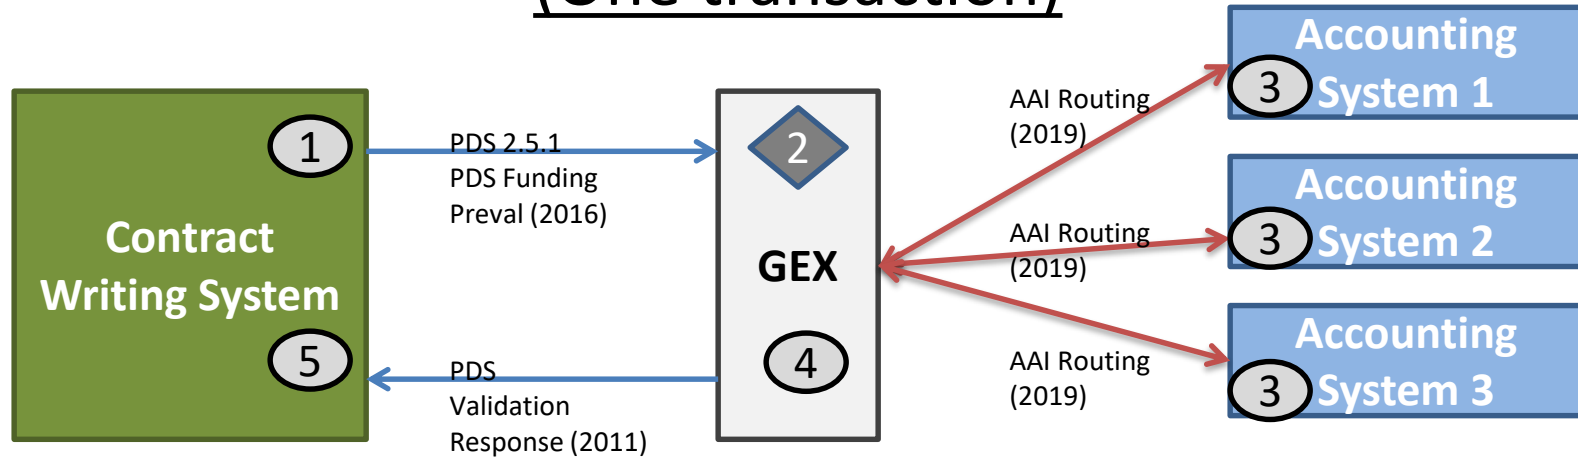 (One transaction)
Contract
Writing System
1
5
PDS 2.5.1
PDS Funding
Preval (2016)
PDS
Validation
Response (2011)
2
GEX
4
AAI Routing
(2019)
AAI Routing
(2019)
AAI Routing
(2019)
Accounting
3 System 1
Accounting
3 System 2
Accounting
3 System 3